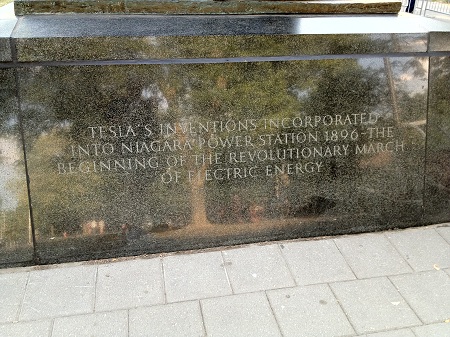 TESLA'S INVENTIONS INCORPORATED
INTO NIAGARA POWER STATION 1896-THE
BEGINNING OF THE REVOLUTIONARY MARCH
OF ELECTRIC ENERGY